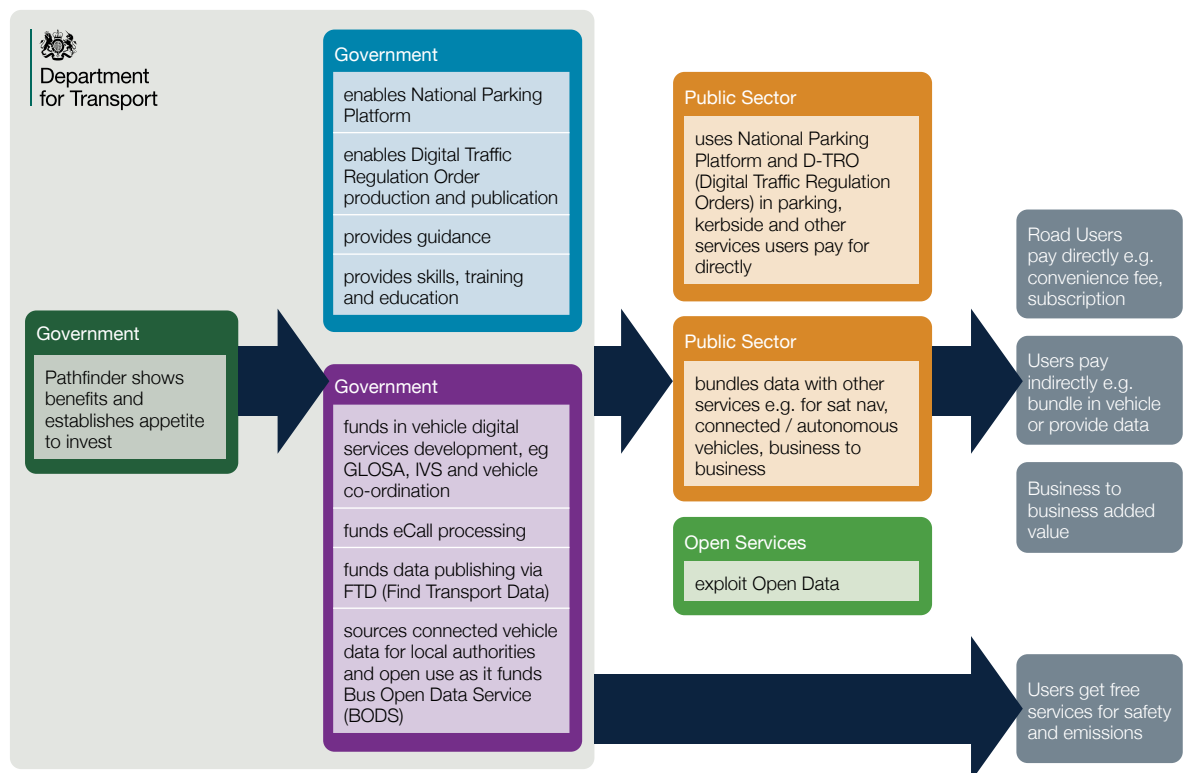 Department
for Transport
Government
Pathfinder shows
benefits and
establishes appetite
to invest
Government
enables National Parking
Platform
enables Digital Traffic
Regulation Order
production and publication
provides guidance
provides skills, training
and education
Government
funds in vehicle digital
services development, eg
GLOSA, IVS and vehicle
co-ordination
funds eCall processing
funds data publishing via
FTD (Find Transport Data)
sources connected vehicle
data for local authorities
and open use as it funds
Bus Open Data Service
(BODS)
Public Sector
uses National Parking
Platform and D-TRO
(Digital Traffic Regulation
Orders) in parking,
kerbside and other
services users pay for
directly
Public Sector
bundles data with other
services e.g. for sat nav,
connected / autonomous
vehicles, business to
business
Open Services
exploit Open Data
Road Users
pay directly e.g.
convenience fee,
subscription
Users pay
indirectly e.g.
bundle in vehicle
or provide data
Business to
business added
value
Users get free
services for safety
and emissions